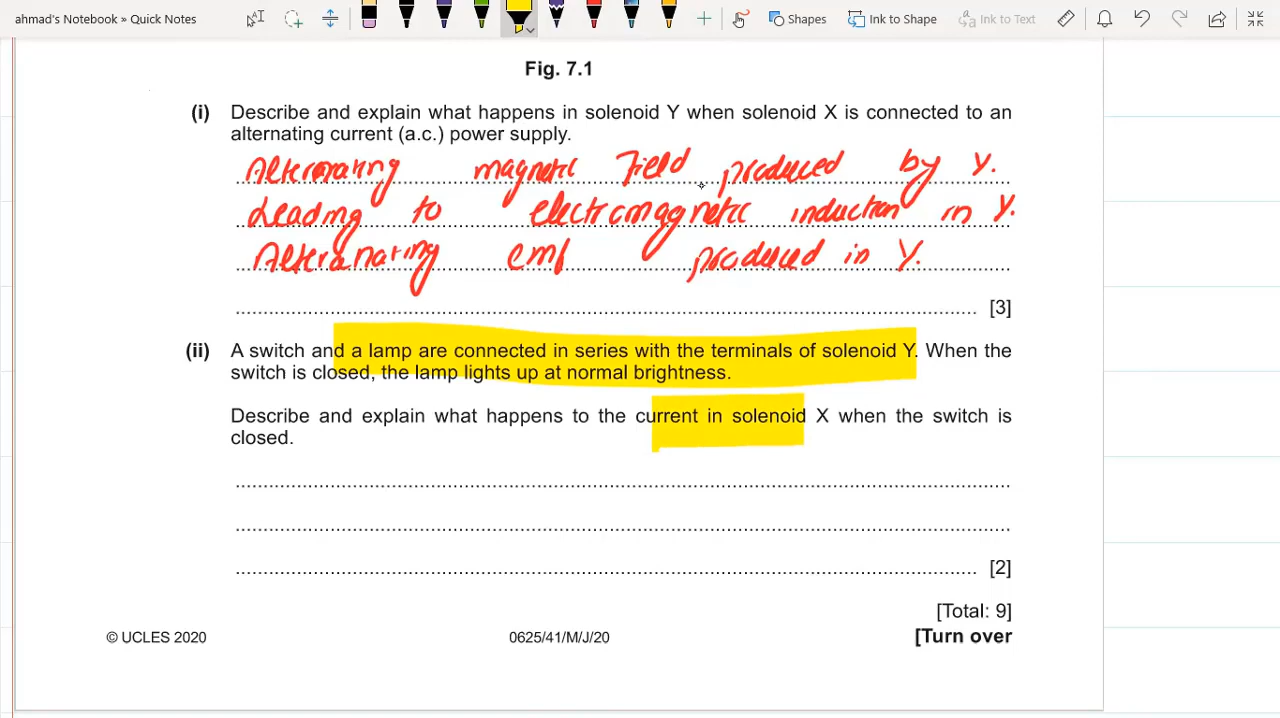 ahmad's Notebook » Quick Notes
Shapes
Ink to Shape
Ink to Text
Fig. 7.1
(i) Describe and explain what happens in solenoid Y when solenoid X is connected to an
alternating current (a.c.) power supply.
Alternating magnetic Field produced by Y.
Leading to electromagnetic induction in Y.
Alteranating emf produced in Y.
[3]
(ii) A switch and a lamp are connected in series with the terminals of solenoid Y. When the
switch is closed, the lamp lights up at normal brightness.
Describe and explain what happens to the current in solenoid X when the switch is
closed.
[2]
[Total: 9]
© UCLES 2020
0625/41/M/J/20
[Turn over